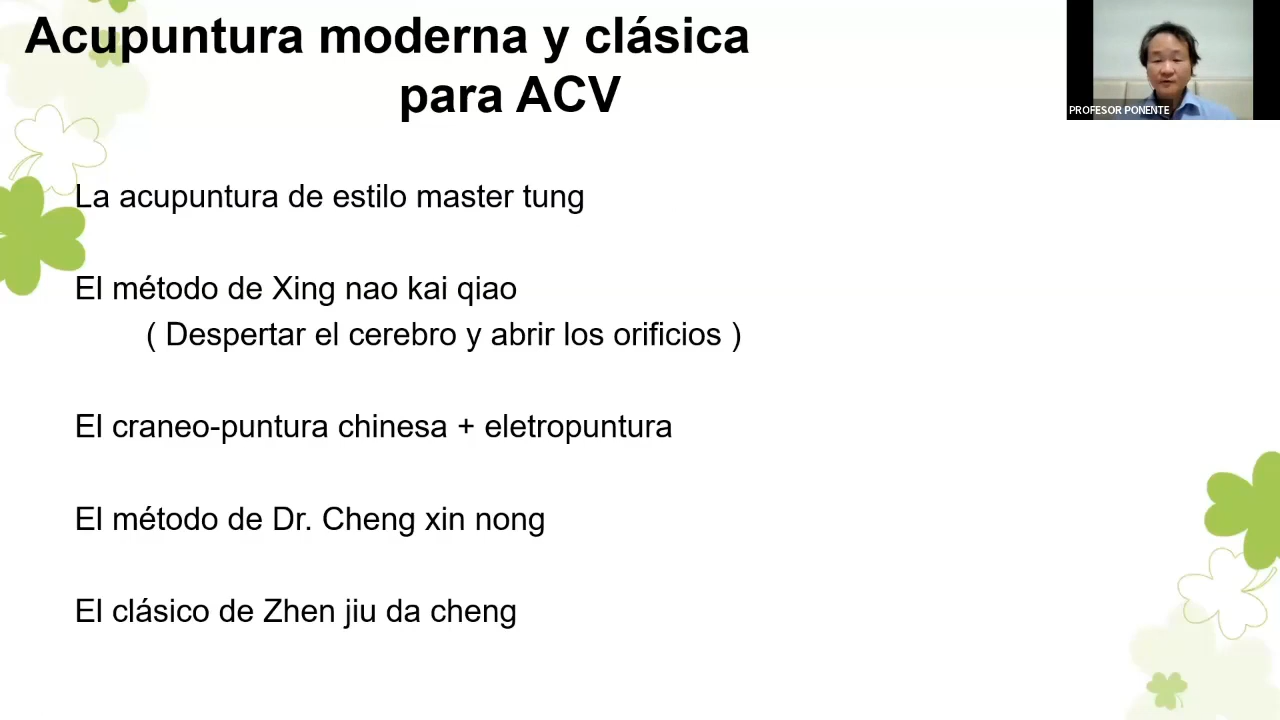 Acupuntura moderna y clásica
para ACV
PROFESOR PONENTE
La acupuntura de estilo master tung
El método de Xing nao kai qiao
( Despertar el cerebro y abrir los orificios )
El craneo-puntura chinesa + eletropuntura
El método de Dr. Cheng xin nong
El clásico de Zhen jiu da cheng